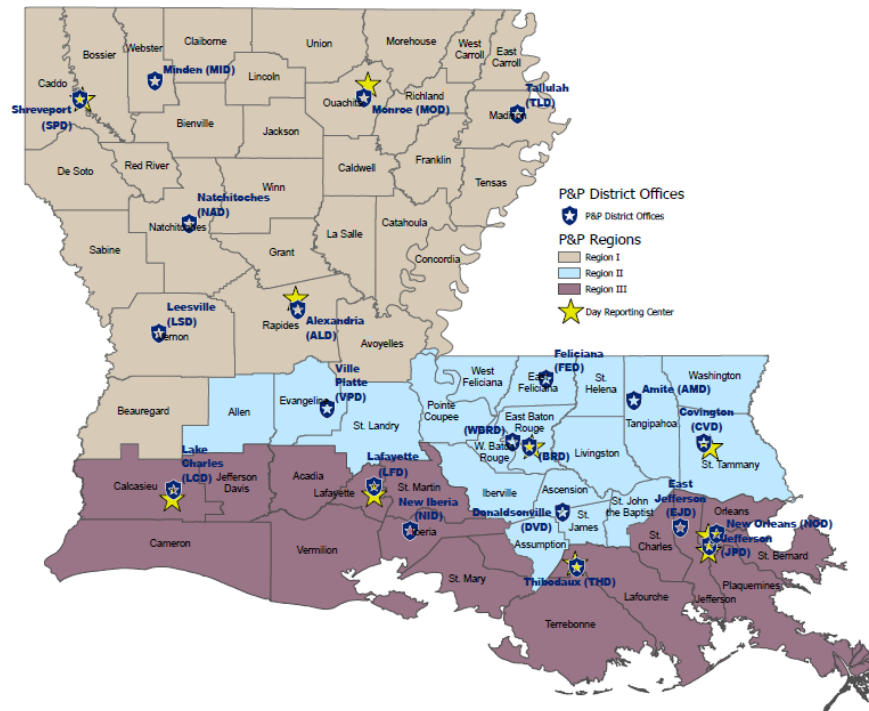 Claiborne
Union
Morehouse
West
Carroll
East
Carroll
Webster
Bossier
Minden (MID)
Lincoln
Caddo
Shreveport
(SPD)
Ouachita
Monroe (MOD)
Richland
Tallulah
(TLD)
Madison
Bienville
Jackson
De Soto
Red River
Caldwell
Franklin
Tensas
Winn
Natchitoches
(NAD)
Natchitoches
Sabine
Grant
La Salle
Catahoula
Concordia
P&P District Offices
P&P District Offices
P&P Regions
Region I
Region II
Region III
Day Reporting Center
Leesville
(LSD)
Vernon
Rapides
Alexandria
(ALD)
Avoyelles
Beauregard
Allen
Evangeline
Ville
Platte
(VPD)
St. Landry
Pointe
Coupee
West
Feliciana
Feliciana
(FED)
East
Feliciana
St.
Helena
Amite (AMD)
Tangipahoa
Washington
Covington
(CVD)
St. Tammany
(WBRD)
W. Baton
Rouge
East Baton
Rouge
(BRD)
Livingston
Calcasieu
Lake
Charles
(LCD)
Jefferson
Davis
Acadia
Lafayette
(LFD)
Lafayette
St. Martin
Iberville
Ascension
Donaldsonville
(DVD)
St.
James
St. John
the Baptist
Assumption
East
Jefferson
(EJD)
Orleans
New Orleans (NOD)
Jefferson
(JPD)
St. Bernard
St.
Charles
Plaquemines
Jefferson
New Iberia
(NID)
Iberia
Cameron
Vermilion
St. Mary
Thibodaux (THD)
Lafourche
Terrebonne